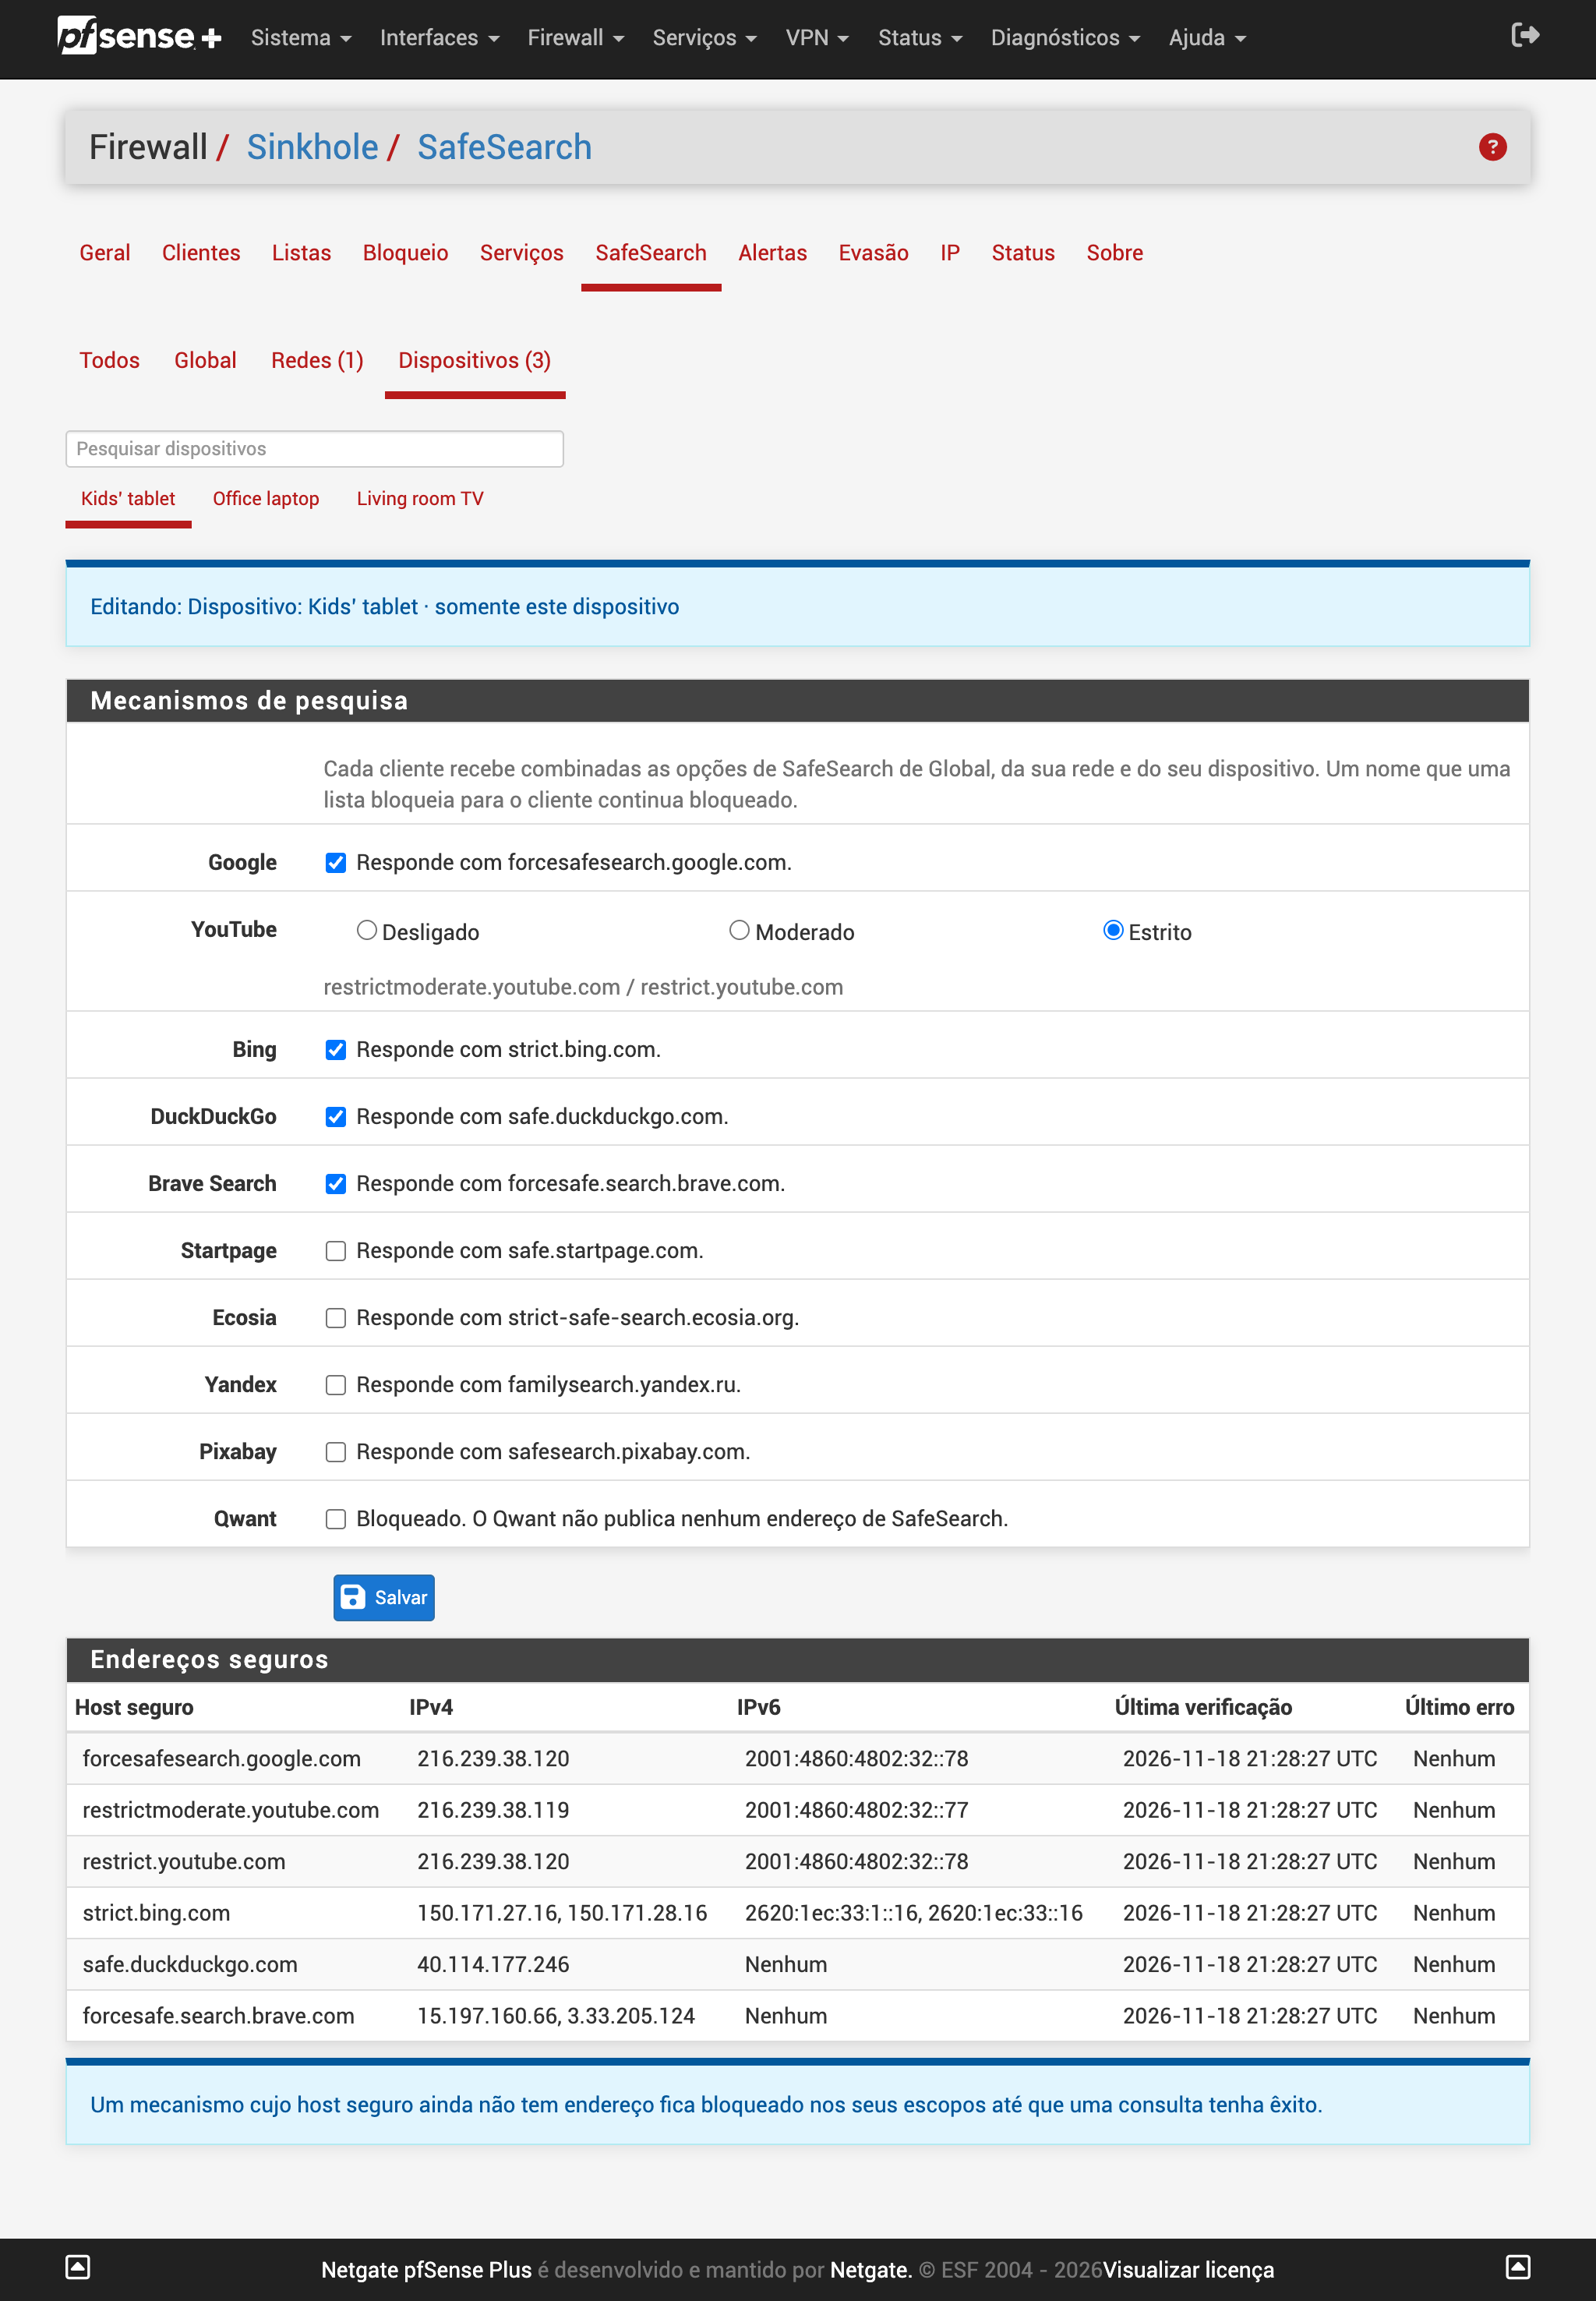 pfsense +
Sistema Interfaces Firewall Serviços VPN Status Diagnósticos Ajuda
Firewall / Sinkhole / SafeSearch
?
Geral Clientes Listas Bloqueio Serviços SafeSearch Alertas Evasão IP Status Sobre
Todos Global Redes (1) Dispositivos (3)
Pesquisar dispositivos
Kids' tablet Office laptop Living room TV
Editando: Dispositivo: Kids' tablet · somente este dispositivo
Mecanismos de pesquisa
Cada cliente recebe combinadas as opções de SafeSearch de Global, da sua rede e do seu dispositivo. Um nome que uma
lista bloqueia para o cliente continua bloqueado.
Google Responde com forcesafesearch.google.com.
YouTube Desligado Moderado Estrito
restrictmoderate.youtube.com / restrict.youtube.com
Bing Responde com strict.bing.com.
DuckDuckGo Responde com safe.duckduckgo.com.
Brave Search Responde com forcesafe.search.brave.com.
Startpage Responde com safe.startpage.com.
Ecosia Responde com strict-safe-search.ecosia.org.
Yandex Responde com familysearch.yandex.ru.
Pixabay Responde com safesearch.pixabay.com.
Qwant Bloqueado. O Qwant não publica nenhum endereço de SafeSearch.
Salvar
Endereços seguros
Host seguro IPv4 IPv6 Última verificação Último erro
forcesafesearch.google.com 216.239.38.120 2001:4860:4802:32::78 2026-11-18 21:28:27 UTC Nenhum
restrictmoderate.youtube.com 216.239.38.119 2001:4860:4802:32::77 2026-11-18 21:28:27 UTC Nenhum
restrict.youtube.com 216.239.38.120 2001:4860:4802:32::78 2026-11-18 21:28:27 UTC Nenhum
strict.bing.com 150.171.27.16, 150.171.28.16 2620:1ec:33:1::16, 2620:1ec:33::16 2026-11-18 21:28:27 UTC Nenhum
safe.duckduckgo.com 40.114.177.246 Nenhum 2026-11-18 21:28:27 UTC Nenhum
forcesafe.search.brave.com 15.197.160.66, 3.33.205.124 Nenhum 2026-11-18 21:28:27 UTC Nenhum
Um mecanismo cujo host seguro ainda não tem endereço fica bloqueado nos seus escopos até que uma consulta tenha êxito.
Netgate pfSense Plus é desenvolvido e mantido por Netgate. © ESF 2004 - 2026Visualizar licença